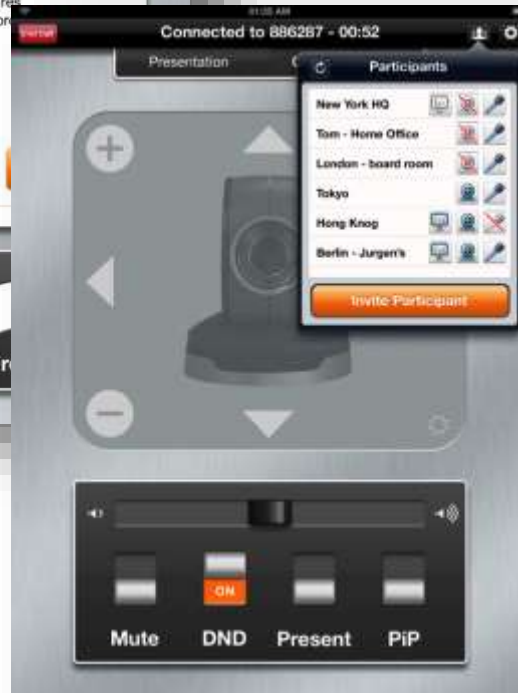 Connected to 886287 - 00:52
Presentation
Participants
New York HQ
Tom - Home Office
London - board room
Tokyo
Hong Knog
Berlin - Jurgen's
Invite Participant
ON
Mute DND Present PiP